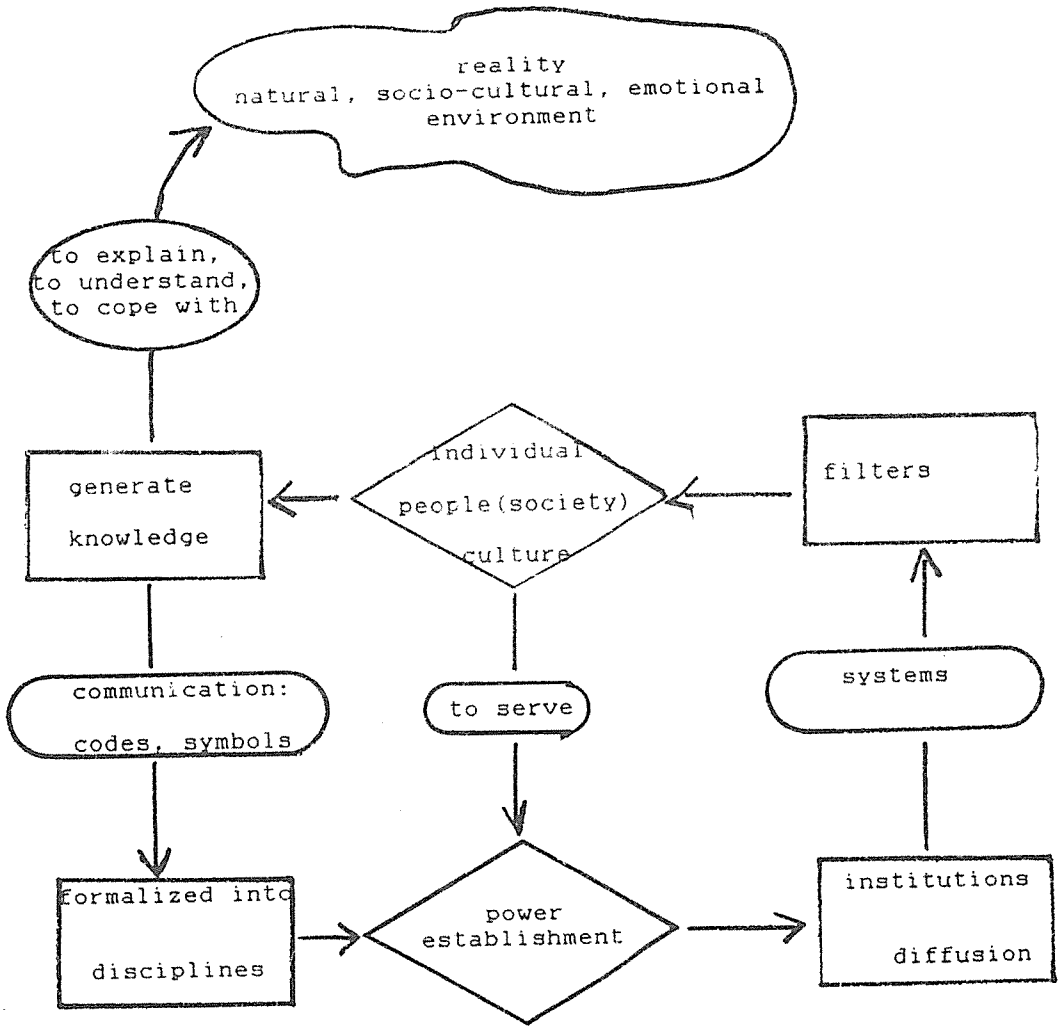 reality
natural, socio-cultural, emotional
environment
to explain,
to understand,
to cope with
individual
people(society)
culture
filters
generate
knowledge
communication:
codes, symbols
to serve
systems
formalized into
disciplines
power
establishment
institutions
diffusion